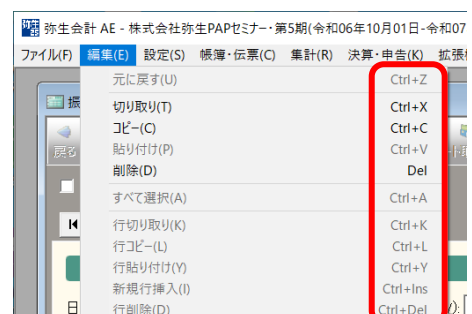 弥生 弥生会計 AE - 株式会社弥生PAPセミナー・第5期(令和06年10月01日-令和07
ファイル(F) 編集(E) 設定(S) 帳簿・伝票(C) 集計(R) 決算・申告(K) 拡張
元に戻す(U) Ctrl+Z
振
切り取り(T) Ctrl+X
コピー(C) Ctrl+C
戻る 貼り付け(P) Ctrl+V
削除(D) Del
すべて選択(A) Ctrl+A
行切り取り(K) Ctrl+K
行コピー(L) Ctrl+L
行貼り付け(Y) Ctrl+Y
新規行挿入(I) Ctrl+Ins
日 行削除(D) Ctrl+Del